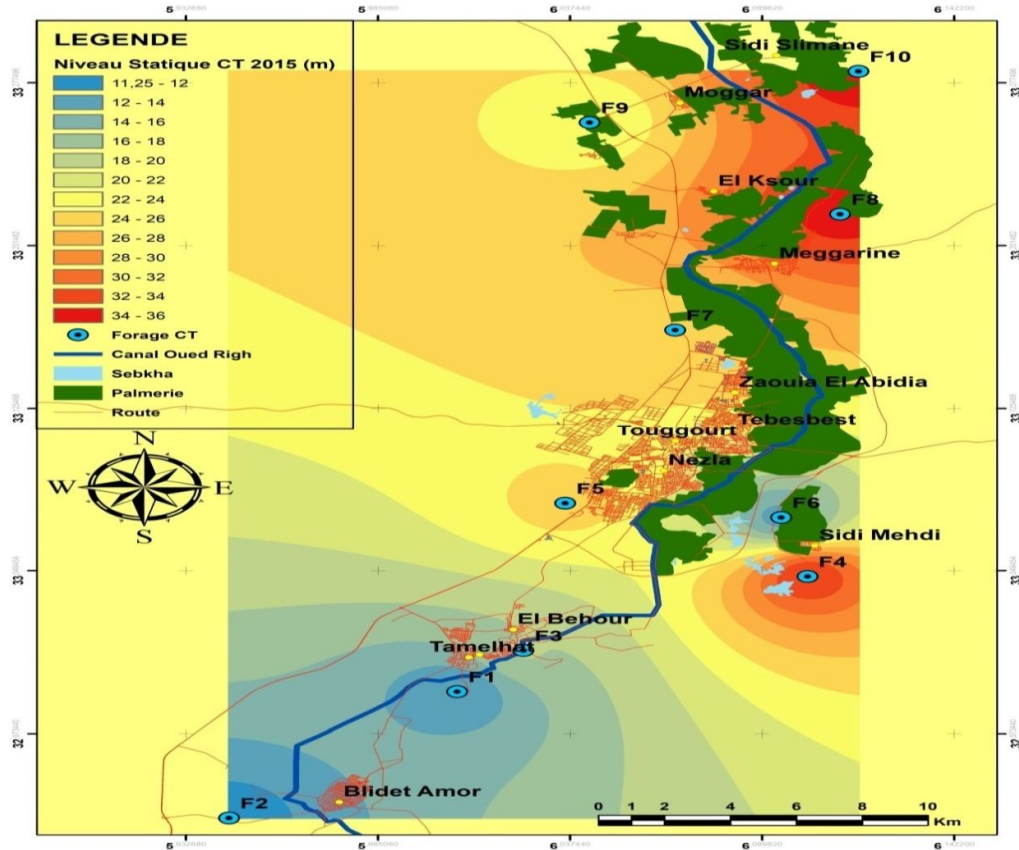 LEGENDE
Niveau Statique CT 2015 (m)
11,25 - 12
12 - 14
14 - 16
16 - 18
18 - 20
20 - 22
22 - 24
24 - 26
26 - 28
28 - 30
30 - 32
32 - 34
34 - 36
Forage CT
Canal Oued Righ
Sebkha
Palmerie
Route
N
W E
S
Sidi Slimane
F10
Moggar
F9
El Ksour
F8
Meggarine
F7
Zaouia El Abidia
Tebesbest
Touggourt
Nezla
F5
F6
Sidi Mehdi
F4
El Behour
F3
Tamelhat
F1
Blidet Amor
F2
0 1 2 4 6 8 10
Km